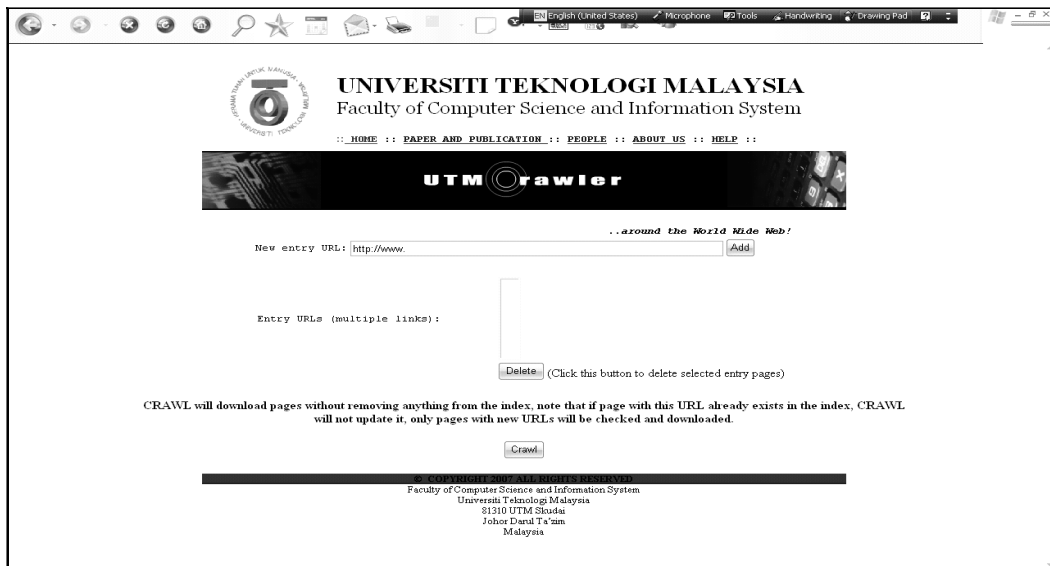 EN English (United States) Microphone Tools Handwriting Drawing Pad
UNIVERSITI TEKNOLOGI MALAYSIA
Faculty of Computer Science and Information System
:: HOME :: PAPER AND PUBLICATION :: PEOPLE :: ABOUT US :: HELP ::
UTM Crawler
..around the World Wide Web!
New entry URL: http://www. Add
Entry URLs (multiple links):
Delete (Click this button to delete selected entry pages)
CRAWL will download pages without removing anything from the index, note that if page with this URL already exists in the index, CRAWL
will not update it, only pages with new URLs will be checked and downloaded.
Crawl
© COPYRIGHT 2007 ALL RIGHTS RESERVED
Faculty of Computer Science and Information System
Universiti Teknologi Malaysia
81310 UTM Skudai
Johor Darul Ta'zim
Malaysia